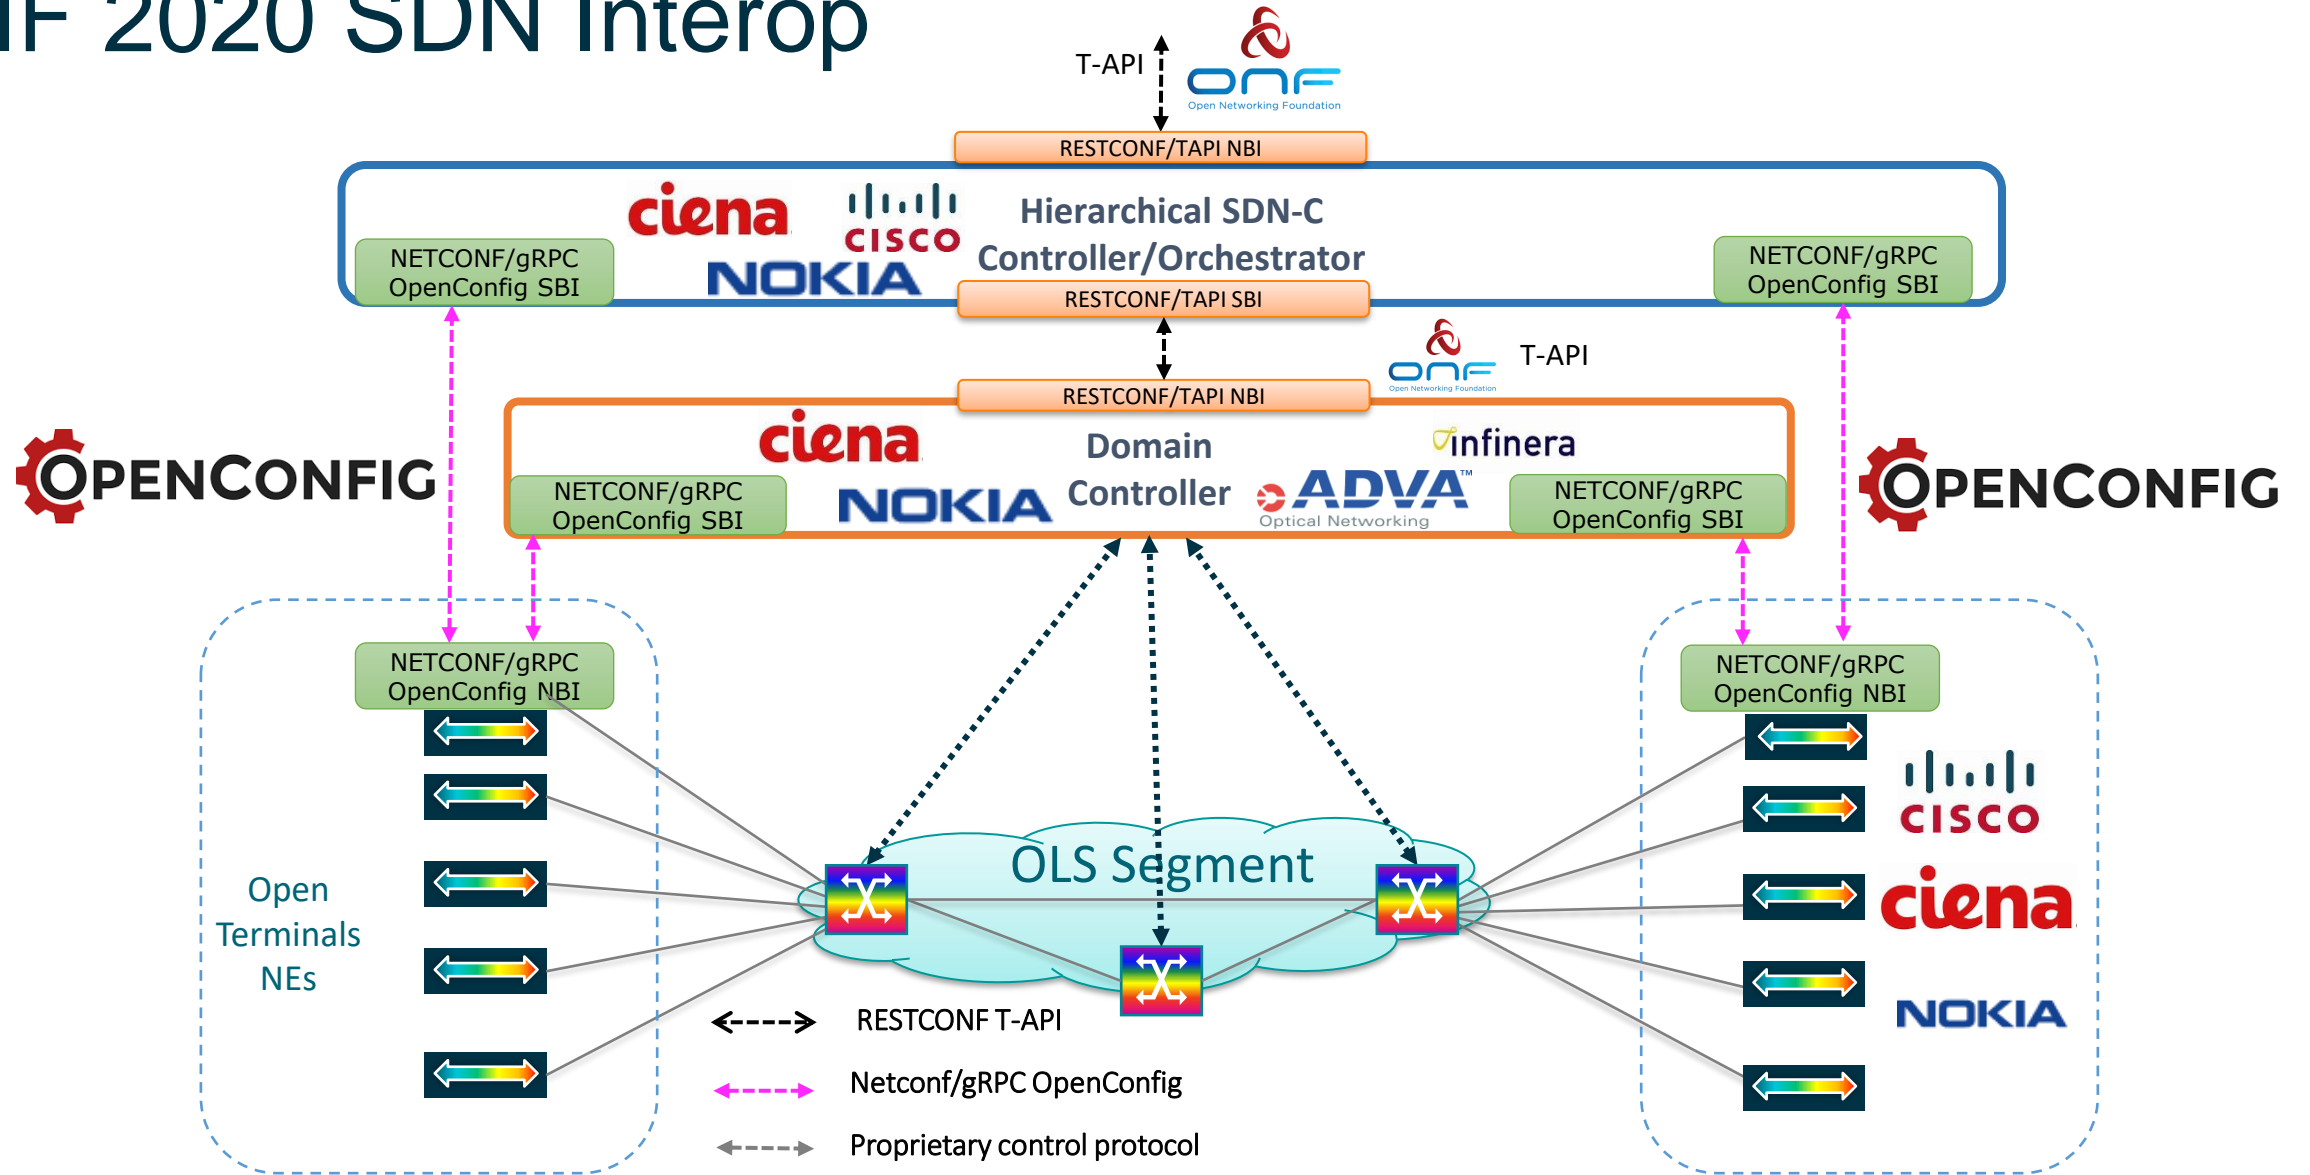 IF 2020 SDN Interop
T-API
ONF
Open Networking Foundation
RESTCONF/TAPI NBI
ciena
CISCO
NOKIA
Hierarchical SDN-C
Controller/Orchestrator
NETCONF/gRPC
OpenConfig SBI
NETCONF/gRPC
OpenConfig SBI
RESTCONF/TAPI SBI
ONF
Open Networking Foundation
T-API
RESTCONF/TAPI NBI
OPENCONFIG
ciena
NOKIA
Domain
Controller
infinera
ADVA™
Optical Networking
NETCONF/gRPC
OpenConfig SBI
NETCONF/gRPC
OpenConfig SBI
OPENCONFIG
NETCONF/gRPC
OpenConfig NBI
NETCONF/gRPC
OpenConfig NBI
Open
Terminals
NEs
OLS Segment
CISCO
ciena
NOKIA
RESTCONF T-API
Netconf/gRPC OpenConfig
Proprietary control protocol